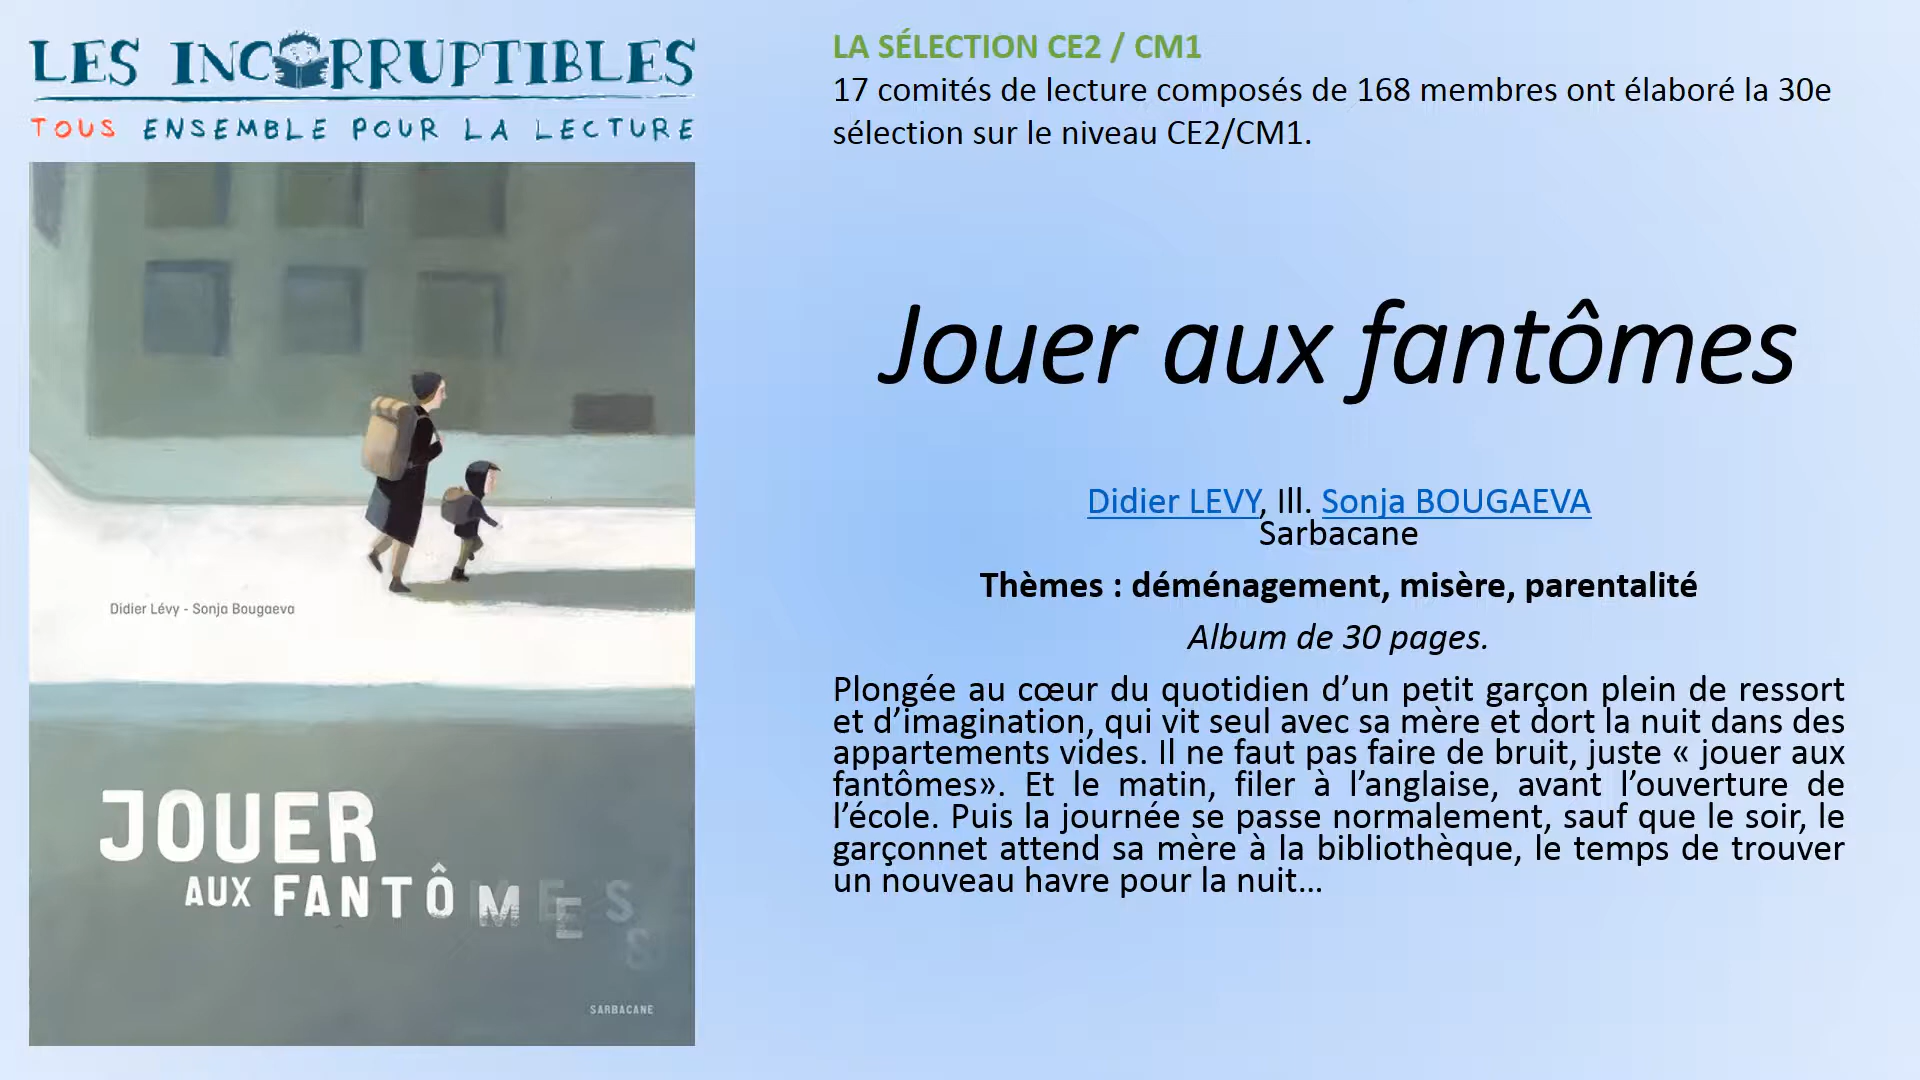 LES INCORRUPTIBLES
TOUS ENSEMBLE POUR LA LECTURE
Didier Lévy - Sonja Bougaeva
JOUER
AUX FANTÔMES
SARBACANE
LA SÉLECTION CE2 / CM1
17 comités de lecture composés de 168 membres ont élaboré la 30e
sélection sur le niveau CE2/CM1.
Jouer aux fantômes
Didier LEVY, Ill. Sonja BOUGAEVA
Sarbacane
Thèmes : déménagement, misère, parentalité
Album de 30 pages.
Plongée au cœur du quotidien d’un petit garçon plein de ressort
et d’imagination, qui vit seul avec sa mère et dort la nuit dans des
appartements vides. Il ne faut pas faire de bruit, juste « jouer aux
fantômes». Et le matin, filer à l’anglaise, avant l’ouverture de
l’école. Puis la journée se passe normalement, sauf que le soir, le
garçonnet attend sa mère à la bibliothèque, le temps de trouver
un nouveau havre pour la nuit…